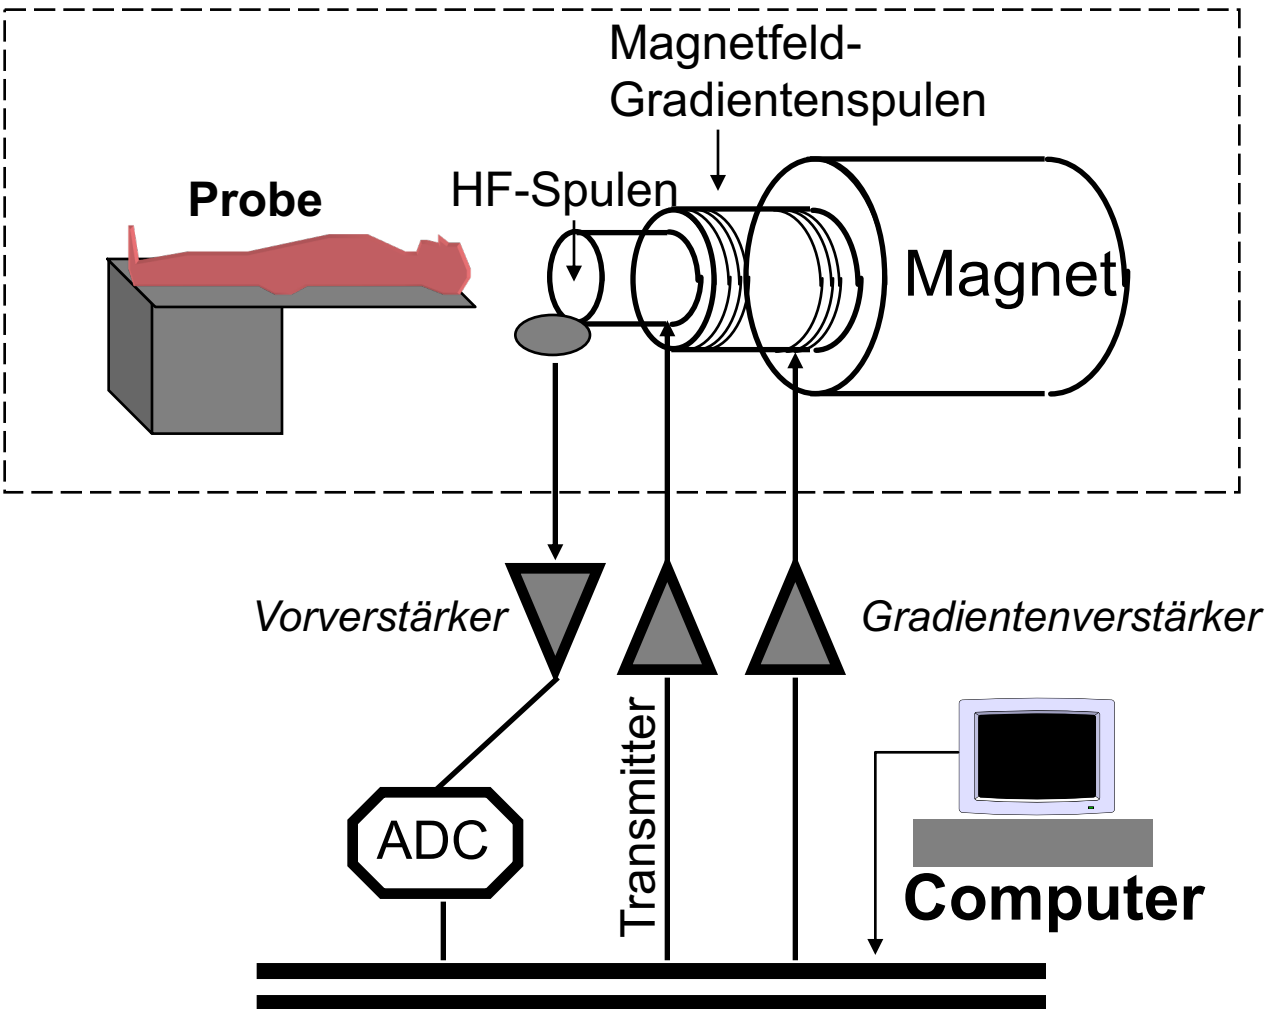 Magnetfeld-
Gradientenspulen
HF-Spulen
Probe
Magnet
Vorverstärker
Gradientenverstärker
Transmitter
ADC
Computer